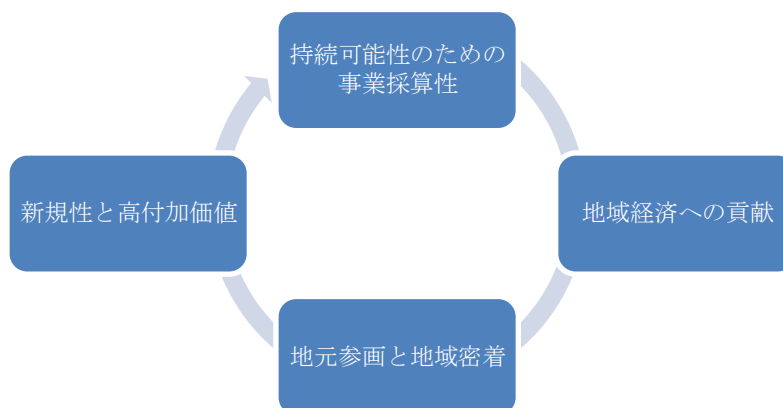 持続可能性のための
事業採算性
新規性と高付加価値
地域経済への貢献
地元参画と地域密着